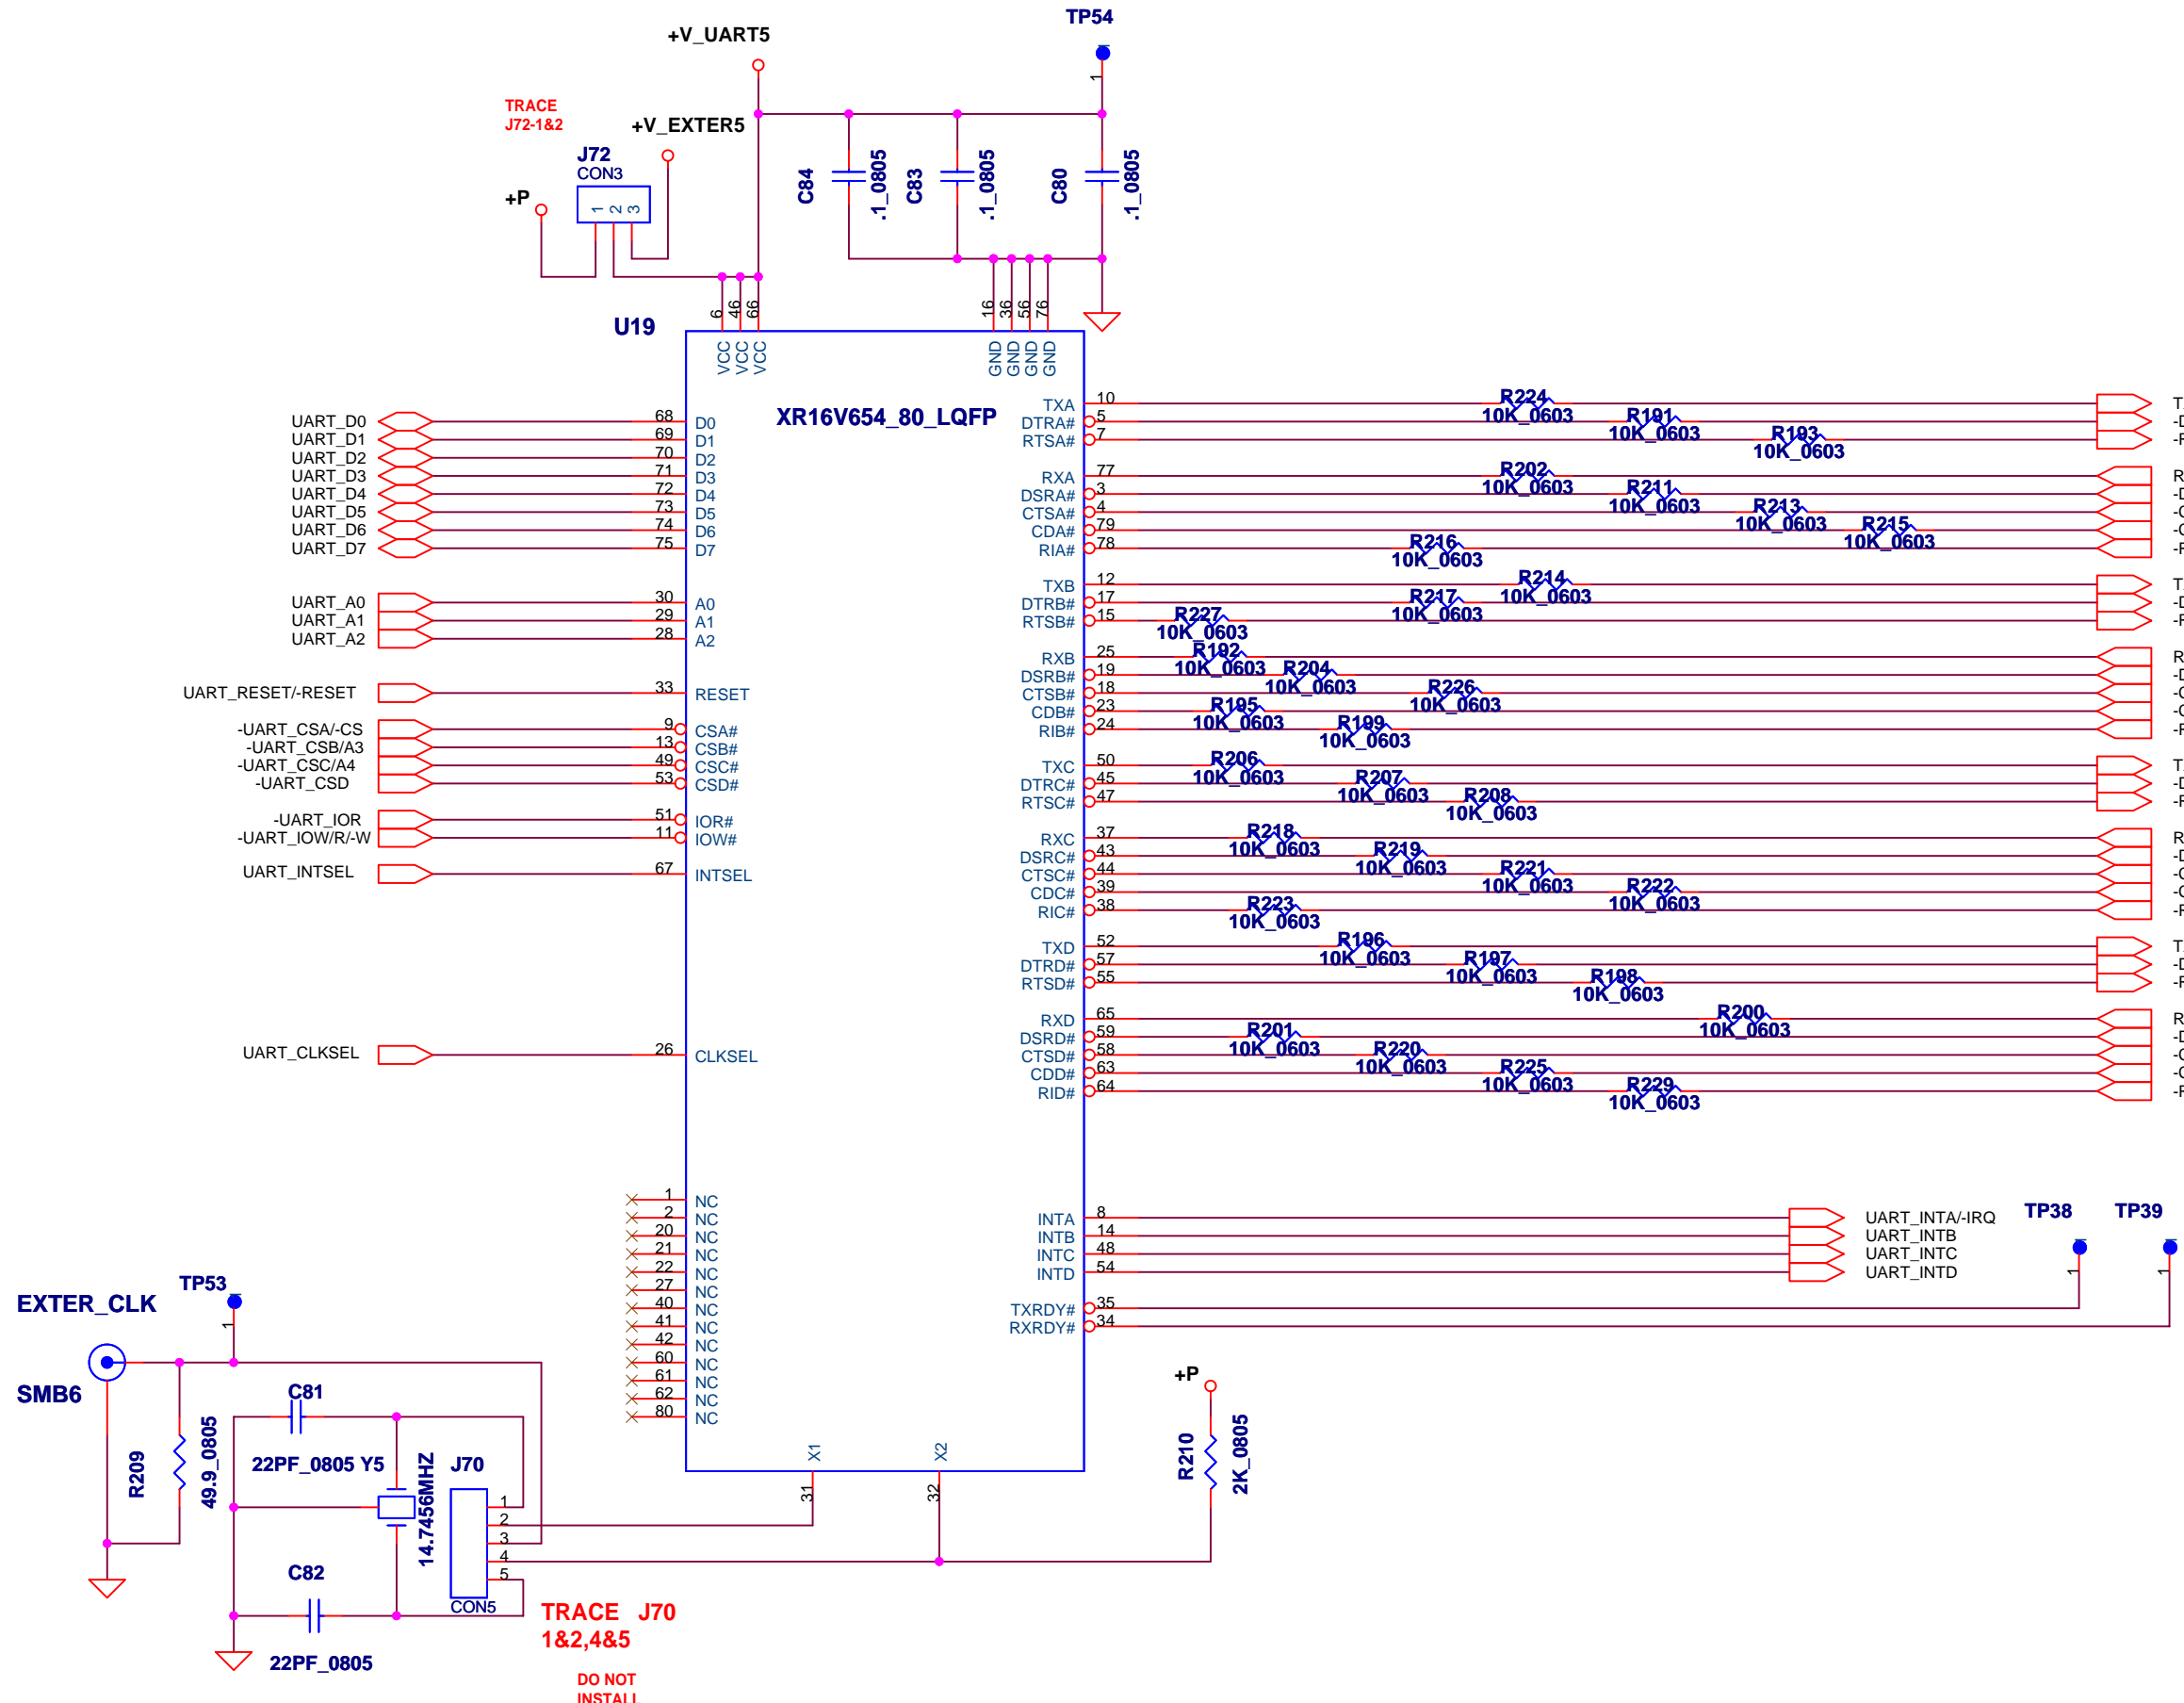 TP54
+V_UART5
1
TRACE
J72-1&2
+V_EXTER5
J72
CON3
+P
1 2 3
C84
.1_0805
C83
.1_0805
C80
.1_0805
6 46 66
16 36 56 76
U19
VCC VCC VCC
GND GND GND GND
XR16V654_80_LQFP
UART_D0 68 D0
UART_D1 69 D1
UART_D2 70 D2
UART_D3 71 D3
UART_D4 72 D4
UART_D5 73 D5
UART_D6 74 D6
UART_D7 75 D7
UART_A0 30 A0
UART_A1 29 A1
UART_A2 28 A2
UART_RESET/-RESET 33 RESET
-UART_CSA/-CS 9 CSA#
-UART_CSB/A3 13 CSB#
-UART_CSC/A4 49 CSC#
-UART_CSD 53 CSD#
-UART_IOR 51 IOR#
-UART_IOW/R/-W 11 IOW#
UART_INTSEL 67 INTSEL
UART_CLKSEL 26 CLKSEL
1 NC
2 NC
20 NC
21 NC
22 NC
27 NC
40 NC
41 NC
42 NC
60 NC
61 NC
62 NC
80 NC
TXA 10 R224 10K_0603
DTRA# 5 R191 10K_0603
RTSA# 7 R193 10K_0603
RXA 77 R202 10K_0603
DSRA# 3 R211 10K_0603
CTSA# 4 R213 10K_0603
CDA# 79 R215 10K_0603
RIA# 78 R216 10K_0603
TXB 12 R214 10K_0603
DTRB# 17 R217 10K_0603
RTSB# 15 R227 10K_0603
RXB 25 R192 10K_0603
DSRB# 19 R204 10K_0603
CTSB# 18 R226 10K_0603
CDB# 23 R195 10K_0603
RIB# 24 R199 10K_0603
TXC 50 R206 10K_0603
DTRC# 45 R207 10K_0603
RTSC# 47 R208 10K_0603
RXC 37 R218 10K_0603
DSRC# 43 R219 10K_0603
CTSC# 44 R221 10K_0603
CDC# 39 R222 10K_0603
RIC# 38 R223 10K_0603
TXD 52 R196 10K_0603
DTRD# 57 R197 10K_0603
RTSD# 55 R198 10K_0603
RXD 65 R200 10K_0603
DSRD# 59 R201 10K_0603
CTSD# 58 R220 10K_0603
CDD# 63 R225 10K_0603
RID# 64 R229 10K_0603
INTA 8 UART_INTA/-IRQ
INTB 14 UART_INTB
INTC 48 UART_INTC
INTD 54 UART_INTD
TP38 TP39
1 1
TXRDY# 35
RXRDY# 34
TP53
1
EXTER_CLK
SMB6
R209
49.9_0805
C81
22PF_0805 Y5
14.7456MHZ
J70
1
2
3
4
5
CON5
C82
22PF_0805
X1 X2
31 32
+P
R210
2K_0805
TRACE J70
1&2,4&5
DO NOT
INSTALL